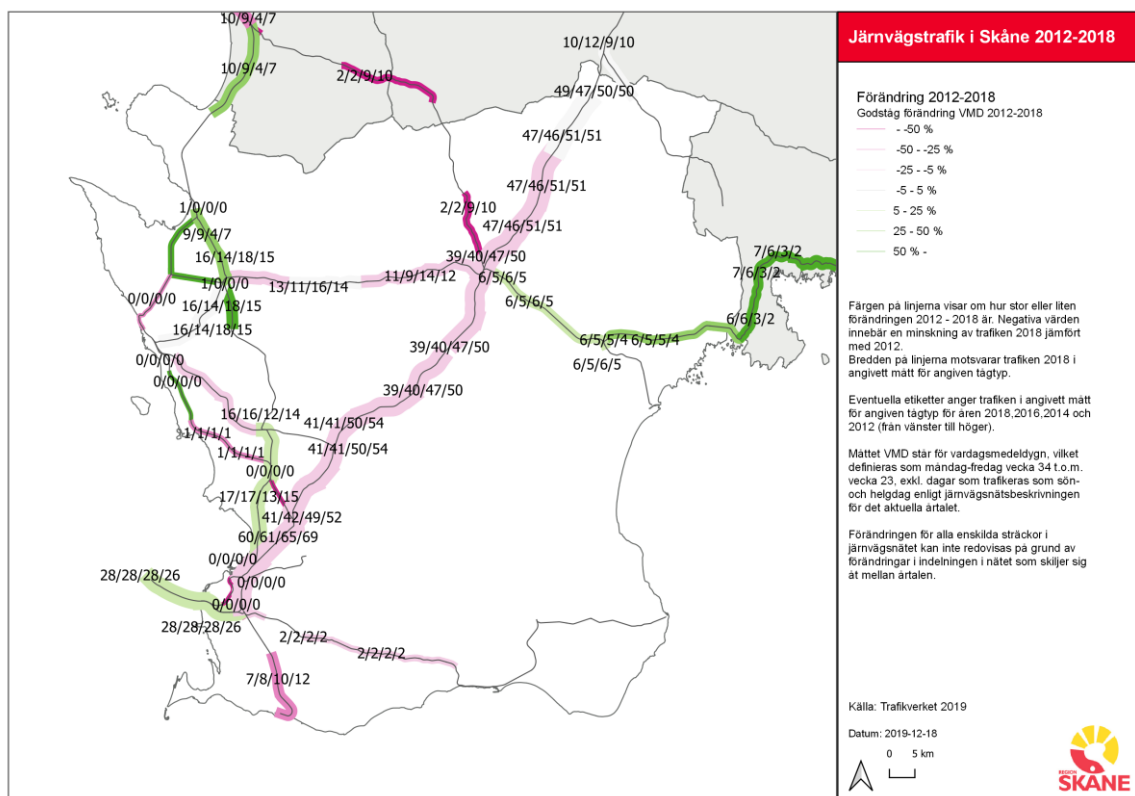 10/9/4/7
10/9/4/7
2/2/9/10
10/12/9/10
49/47/50/50
47/46/51/51
47/46/51/51
2/2/9/10
47/46/51/51
1/0/0/0
9/9/4/7
16/14/18/15
39/40/47/50
7/6/3/2
7/6/3/2
1/0/0/0
13/11/16/14
11/9/14/12
6/5/6/5
6/5/6/5
0/0/0/0
16/14/18/15
16/14/18/15
6/6/3/2
6/5/5/4
6/5/5/4
6/5/6/5
39/40/47/50
0/0/0/0
0/0/0/0
39/40/47/50
16/16/12/14
41/41/50/54
1/1/1/1
41/41/50/54
1/1/1/1
0/0/0/0
17/17/13/15
41/42/49/52
60/61/65/69
0/0/0/0
28/28/28/26
0/0/0/0
0/0/0/0
28/28/28/26
2/2/2/2
2/2/2/2
7/8/10/12
Järnvägstrafik i Skåne 2012-2018
Förändring 2012-2018
Godståg förändring VMD 2012-2018
- -50 %
-50 - -25 %
-25 - -5 %
-5 - 5 %
5 - 25 %
25 - 50 %
50 % -
Färgen på linjerna visar om hur stor eller liten
förändringen 2012 - 2018 är. Negativa värden
innebär en minskning av trafiken 2018 jämfört
med 2012.
Bredden på linjerna motsvarar trafiken 2018 i
angivett mått för angiven tågtyp.
Eventuella etiketter anger trafiken i angivett mått
för angiven tågtyp för åren 2018,2016,2014 och
2012 (från vänster till höger).
Måttet VMD står för vardagsmedeldygn, vilket
definieras som måndag-fredag vecka 34 t.o.m.
vecka 23, exkl. dagar som trafikeras som sön-
och helgdag enligt järnvägsnätsbeskrivningen
för det aktuella årtalet.
Förändringen för alla enskilda sträckor i
järnvägsnätet kan inte redovisas på grund av
förändringar i indelningen i nätet som skiljer sig
åt mellan årtalen.
Källa: Trafikverket 2019
Datum: 2019-12-18
0 5 km
REGION
SKÅNE